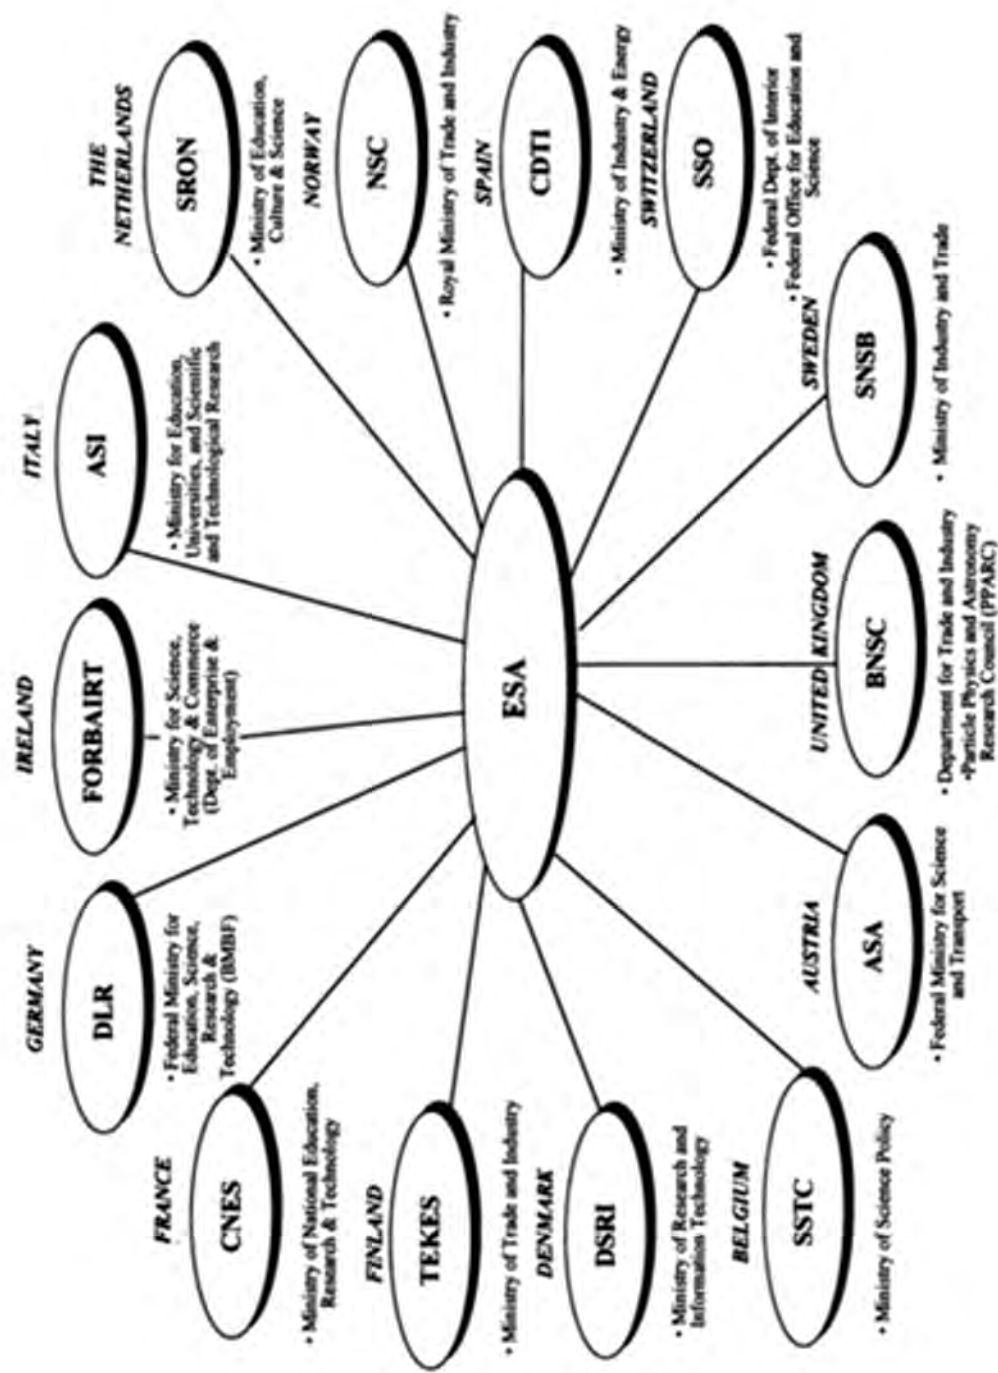 GERMANY
DLR
• Federal Ministry for
Education, Science,
Research &
Technology (BMBF)
IRELAND
FORBAIRT
• Ministry for Science,
Technology & Commerce
(Dept. of Enterprise &
Employment)
ITALY
ASI
• Ministry for Education,
Universities, and Scientific
and Technological Research
THE
NETHERLANDS
SRON
• Ministry of Education,
Culture & Science
FRANCE
CNES
• Ministry of National Education,
Research & Technology
NORWAY
NSC
• Royal Ministry of Trade and Industry
FINLAND
TEKES
• Ministry of Trade and Industry
ESA
SPAIN
CDTI
• Ministry of Industry & Energy
DENMARK
DSRI
• Ministry of Research and
Information Technology
SWITZERLAND
SSO
• Federal Dept. of Interior
• Federal Office for Education and
Science
BELGIUM
SSTC
• Ministry of Science Policy
AUSTRIA
ASA
• Federal Ministry for Science
and Transport
UNITED KINGDOM
BNSC
• Department for Trade and Industry
•Particle Physics and Astronomy
Research Council (PPARC)
SWEDEN
SNSB
• Ministry of Industry and Trade